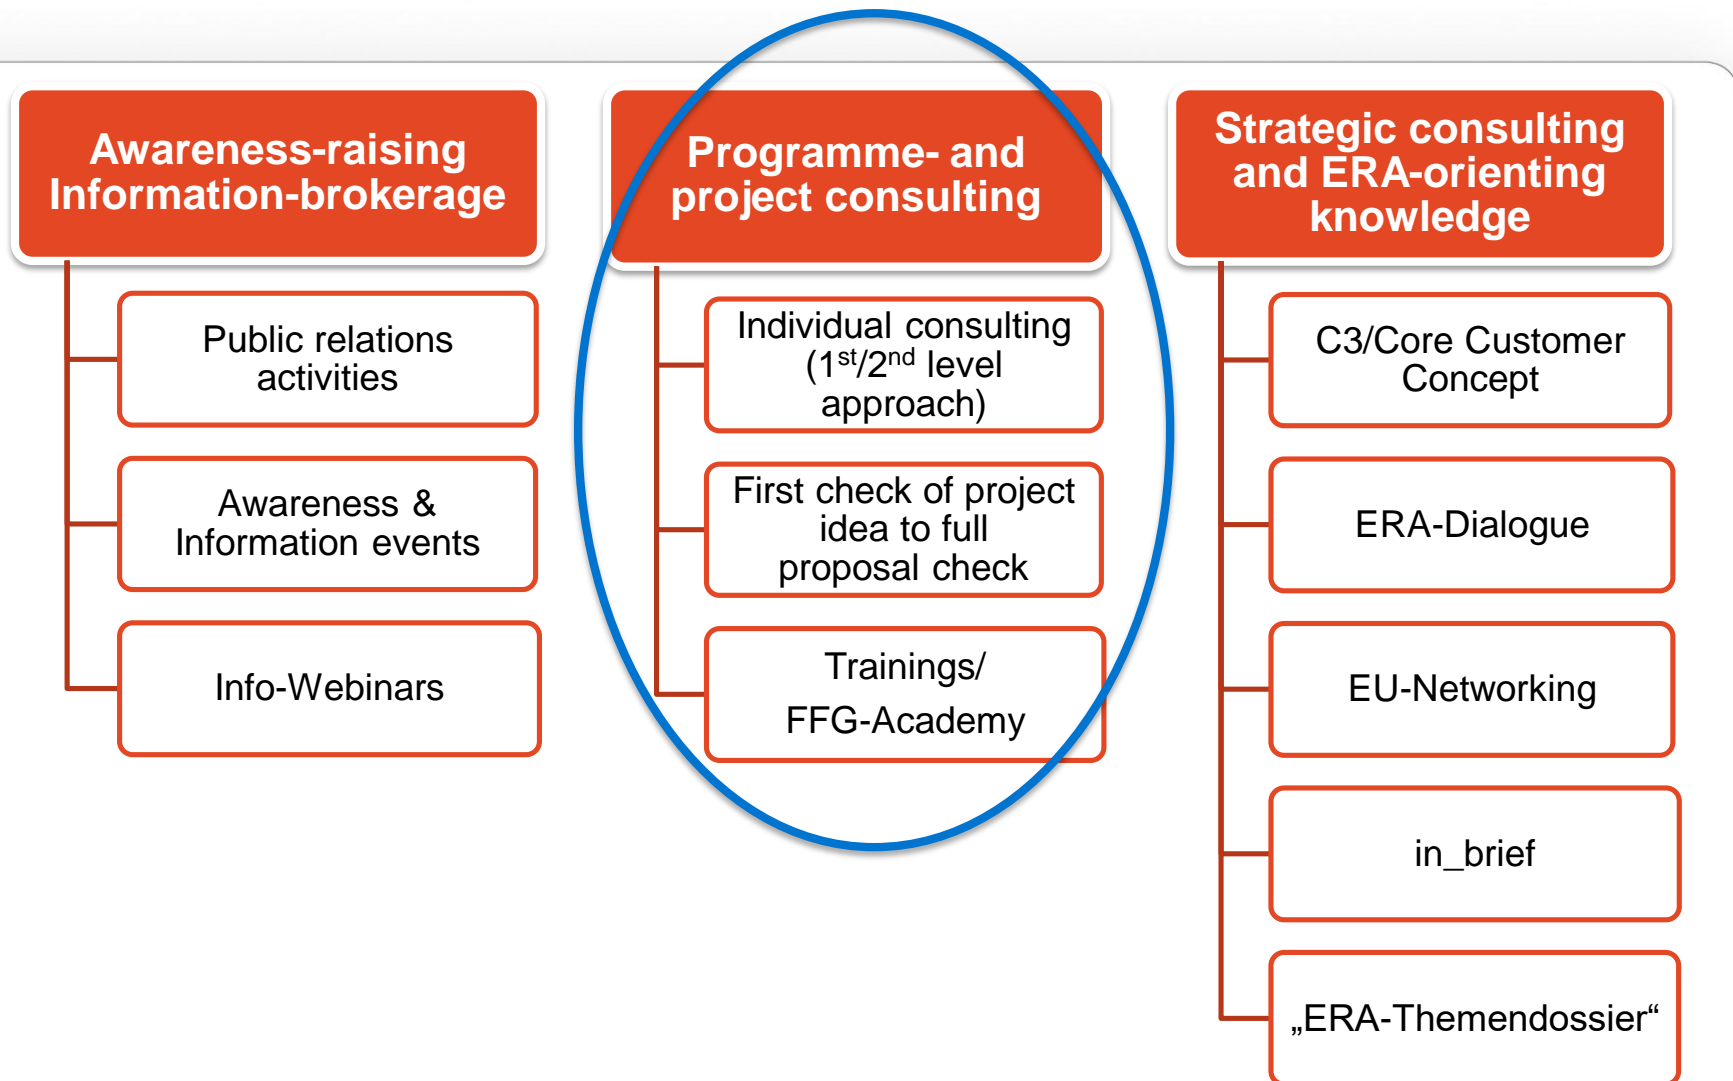 Awareness-raising
Information-brokerage
Public relations
activities
Awareness &
Information events
Info-Webinars
Programme- and
project consulting
Individual consulting
(1st/2nd level
approach)
First check of project
idea to full
proposal check
Trainings/
FFG-Academy
Strategic consulting
and ERA-orienting
knowledge
C3/Core Customer
Concept
ERA-Dialogue
EU-Networking
in_brief
„ERA-Themendossier“